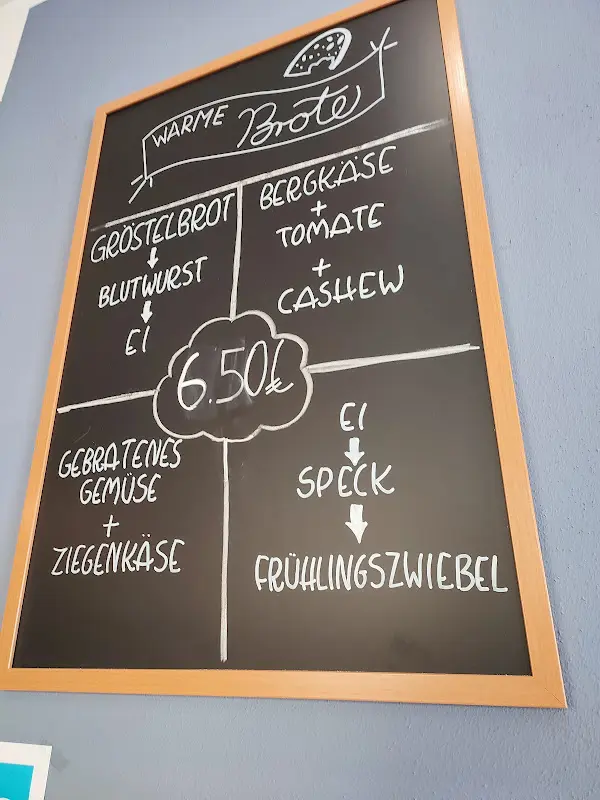 WARME Brote
GRÖSTELBROT
↓
BLUTWURST
↓
EI
BERGKÄSE
+
TOMATE
+
CASHEW
6.50€
GEBRATENES
GEMÜSE
+
ZIEGENKÄSE
EI
↓
SPECK
↓
FRÜHLINGSZWIEBEL